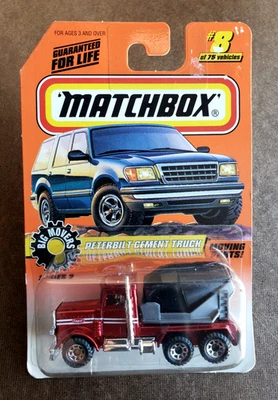 FOR AGES 3 AND OVER
GUARANTEED
FOR LIFE
#8
of 75 vehicles
MATCHBOX®
BIG MOVERS
PETERBILT CEMENT TRUCK
MOVING
PARTS!